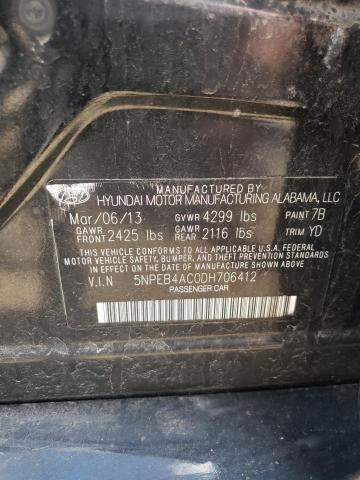 MANUFACTURED BY
HYUNDAI MOTOR MANUFACTURING ALABAMA, LLC
Mar/06/13 GVWR 4299 lbs PAINT 7B
GAWR FRONT 2425 lbs GAWR REAR 2116 lbs TRIM YD
THIS VEHICLE CONFORMS TO ALL APPLICABLE U.S. FEDERAL
MOTOR VEHICLE SAFETY, BUMPER, AND THEFT PREVENTION
STANDARDS IN EFFECT ON THE DATE OF MANUFACTURE SHOWN ABOVE.
V.I.N 5NPEB4AC0DH706412
PASSENGER CAR